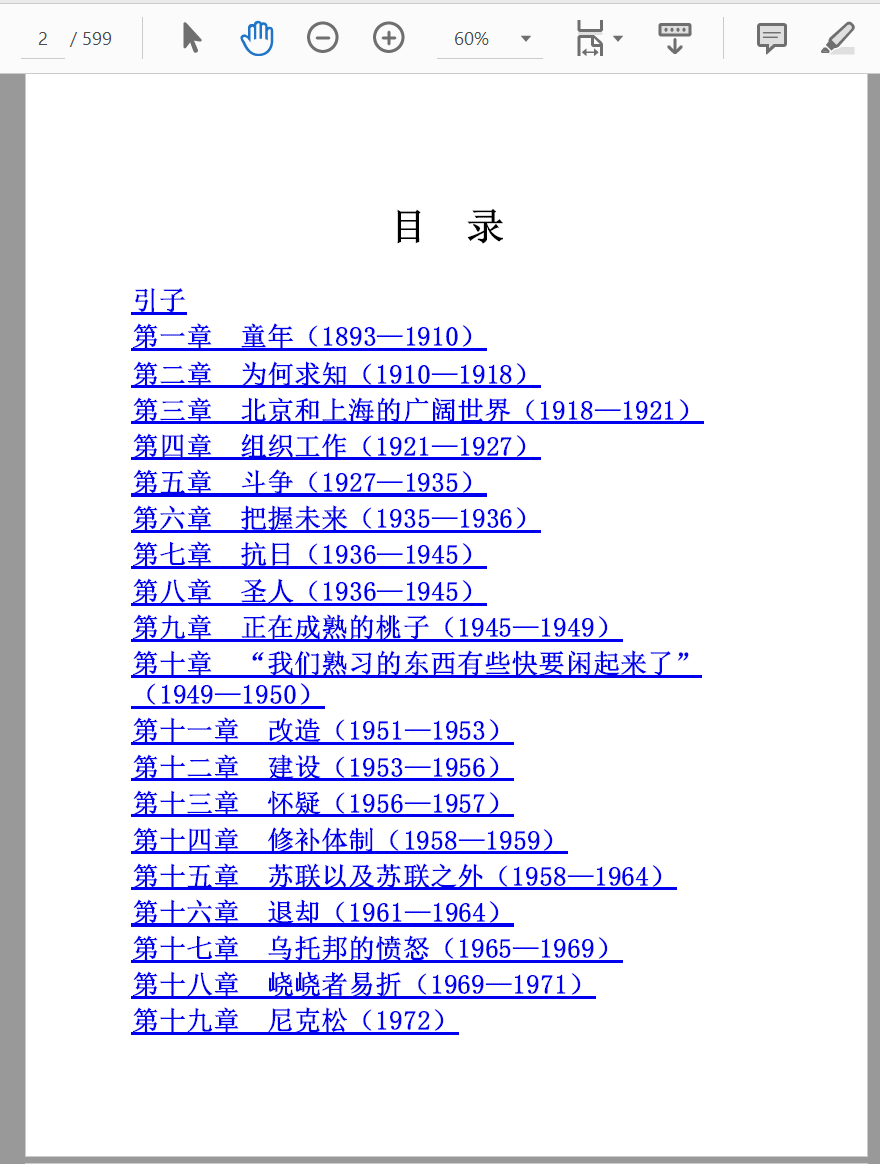 2 / 599 60%
目 录
引子
第一章 童年（1893—1910）
第二章 为何求知（1910—1918）
第三章 北京和上海的广阔世界（1918—1921）
第四章 组织工作（1921—1927）
第五章 斗争（1927—1935）
第六章 把握未来（1935—1936）
第七章 抗日（1936—1945）
第八章 圣人（1936—1945）
第九章 正在成熟的桃子（1945—1949）
第十章 “我们熟习的东西有些快要闲起来了”
（1949—1950）
第十一章 改造（1951—1953）
第十二章 建设（1953—1956）
第十三章 怀疑（1956—1957）
第十四章 修补体制（1958—1959）
第十五章 苏联以及苏联之外（1958—1964）
第十六章 退却（1961—1964）
第十七章 乌托邦的愤怒（1965—1969）
第十八章 峣峣者易折（1969—1971）
第十九章 尼克松（1972）